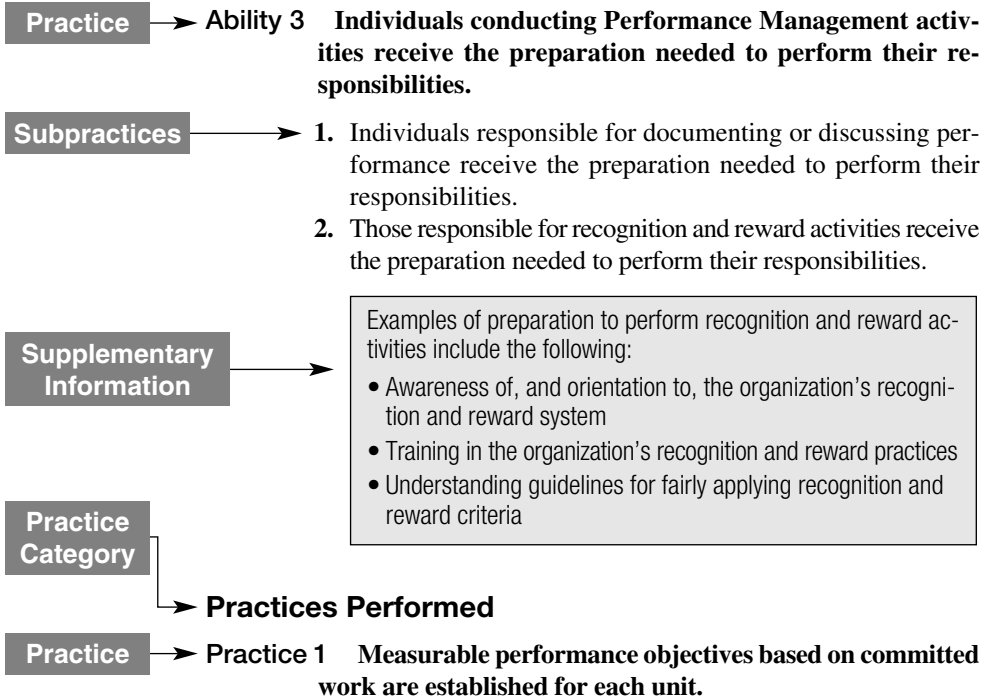 Practice Ability 3 Individuals conducting Performance Management activ-
ities receive the preparation needed to perform their re-
sponsibilities.
Subpractices 1. Individuals responsible for documenting or discussing per-
formance receive the preparation needed to perform their
responsibilities.
2. Those responsible for recognition and reward activities receive
the preparation needed to perform their responsibilities.
Supplementary
Information
Examples of preparation to perform recognition and reward ac-
tivities include the following:
• Awareness of, and orientation to, the organization's recogni-
tion and reward system
• Training in the organization's recognition and reward practices
• Understanding guidelines for fairly applying recognition and
reward criteria
Practice
Category
Practices Performed
Practice Practice 1 Measurable performance objectives based on committed
work are established for each unit.